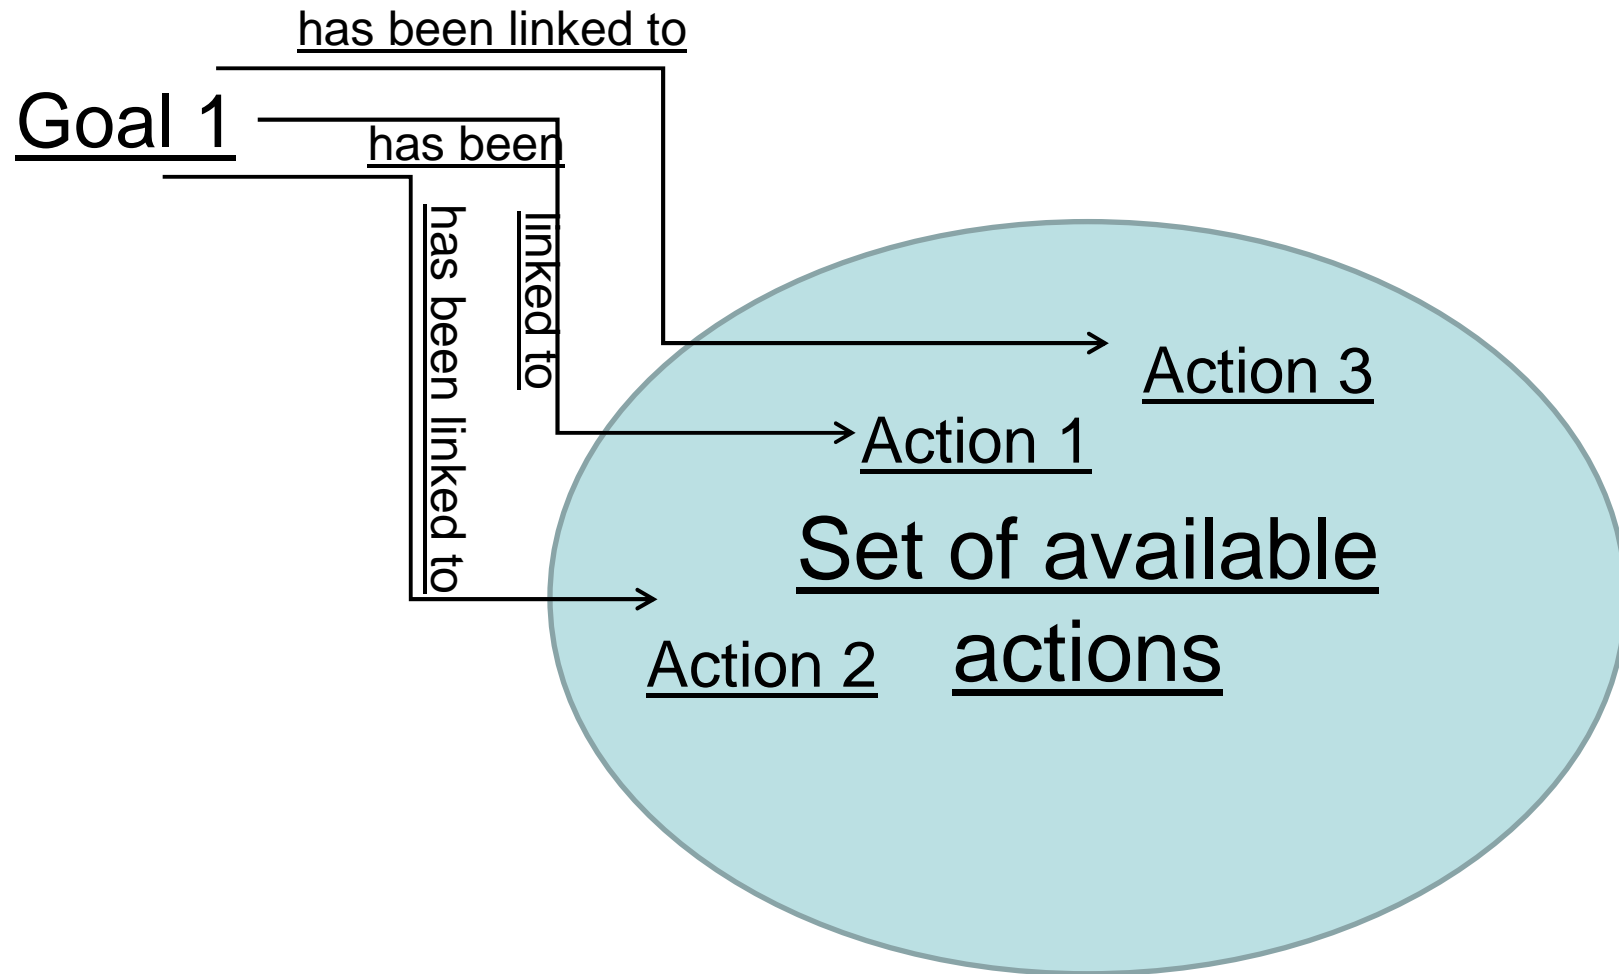 has been linked to
Goal 1
has been
linked to
has been linked to
Action 3
Action 1
Set of available
actions
Action 2